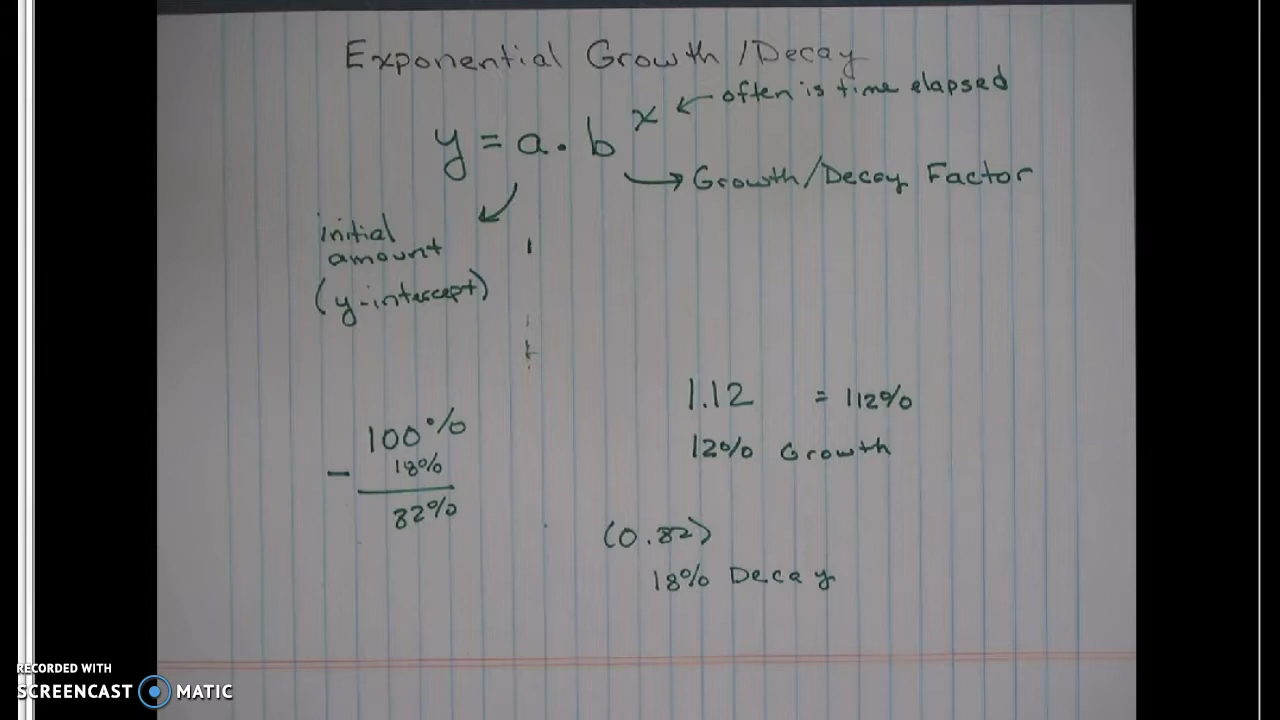 Exponential Growth / Decay
often is time elapsed
y = a · b^x
Growth/Decay Factor
initial
amount
(y-intercept)
1.12 = 112%
12% Growth
100%
- 18%
82%
(0.82)
18% Decay
RECORDED WITH
SCREENCAST MATIC